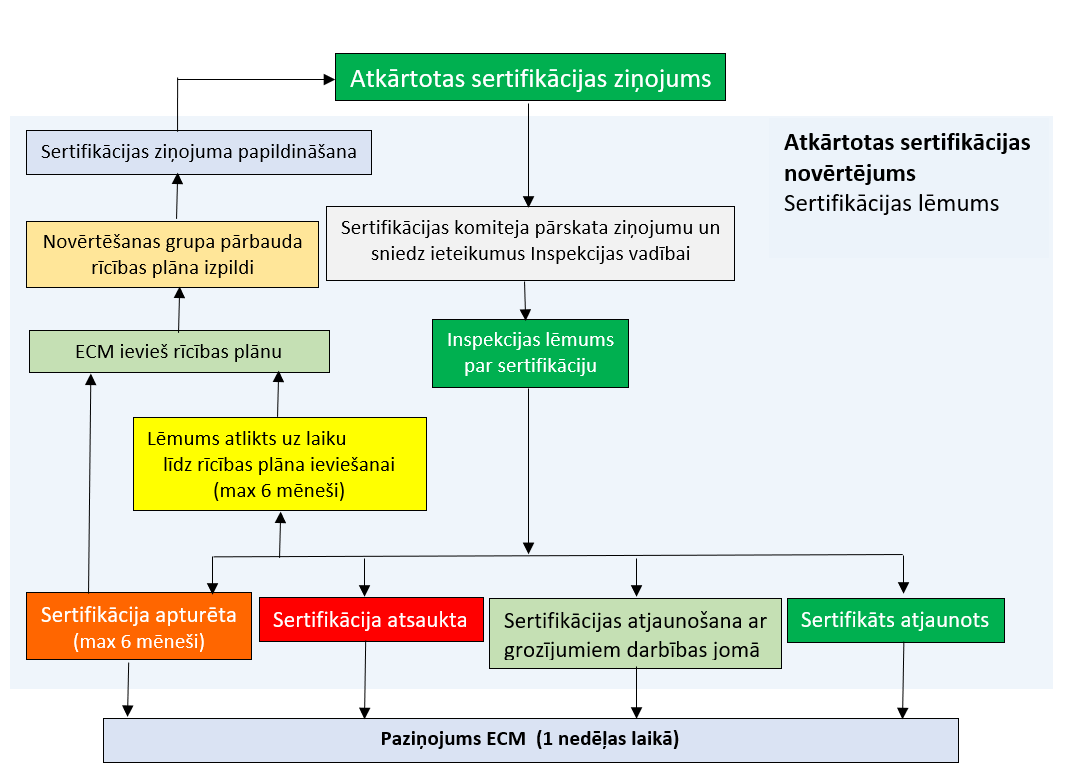 Atkārtotas sertifikācijas ziņojums
Sertifikācijas ziņojuma papildināšana
Atkārtotas sertifikācijas
novērtējums
Sertifikācijas lēmums
Novērtēšanas grupa pārbauda
rīcības plāna izpildi
Sertifikācijas komiteja pārskata ziņojumu un
sniedz ieteikumus Inspekcijas vadībai
ECM ievieš rīcības plānu
Inspekcijas lēmums
par sertifikāciju
Lēmums atlikts uz laiku
līdz rīcības plāna ieviešanai
(max 6 mēneši)
Sertifikācija apturēta
(max 6 mēneši)
Sertifikācija atsaukta
Sertifikācijas atjaunošana ar
grozījumiem darbības jomā
Sertifikāts atjaunots
Paziņojums ECM (1 nedēļas laikā)